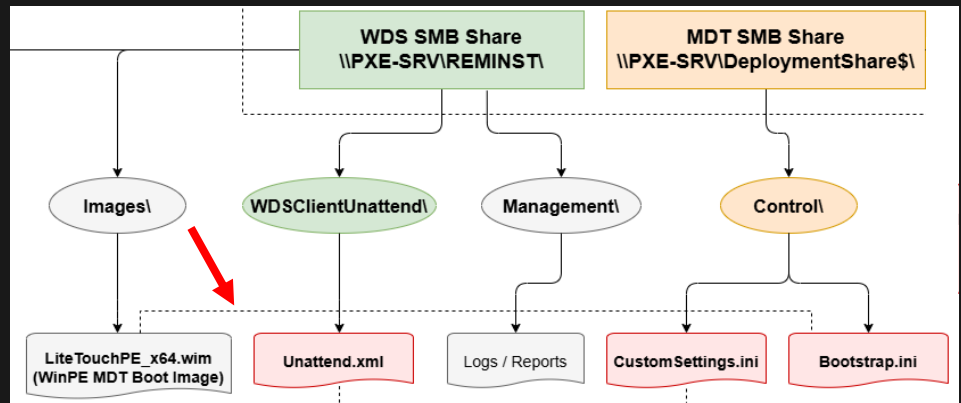 WDS SMB Share
\\PXE-SRV\REMINST\
MDT SMB Share
\\PXE-SRV\DeploymentShare$\
Images\
WDSClientUnattend\
Management\
Control\
LiteTouchPE_x64.wim
(WinPE MDT Boot Image)
Unattend.xml
Logs / Reports
CustomSettings.ini
Bootstrap.ini